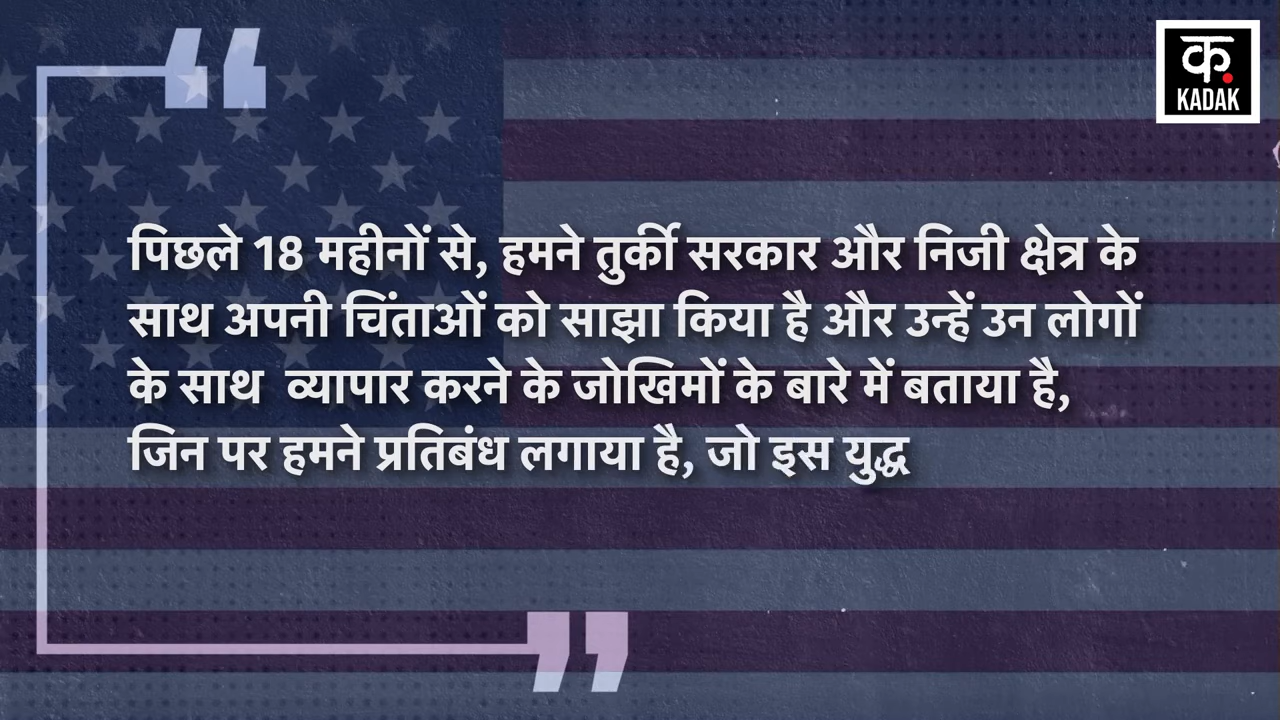 क.
KADAK
पिछले 18 महीनों से, हमने तुर्की सरकार और निजी क्षेत्र के
साथ अपनी चिंताओं को साझा किया है और उन्हें उन लोगों
के साथ व्यापार करने के जोखिमों के बारे में बताया है,
जिन पर हमने प्रतिबंध लगाया है, जो इस युद्ध